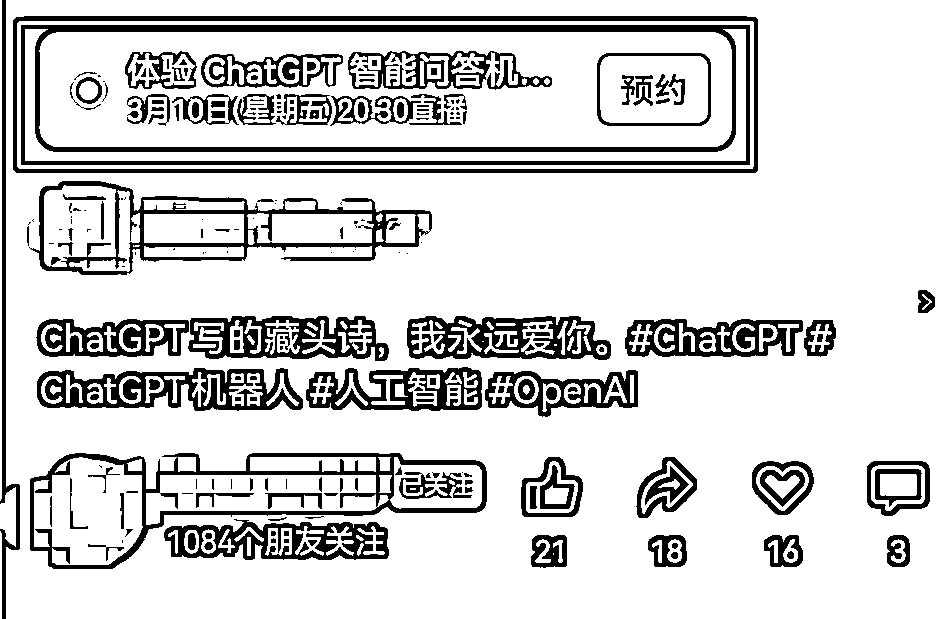 体验 ChatGPT 智能问答机...
预约
3月10日(星期五)20:30直播
ChatGPT写的藏头诗，我永远爱你。#ChatGPT #
ChatGPT机器人 #人工智能 #OpenAI
已关注
1084个朋友关注
21
18
16
3